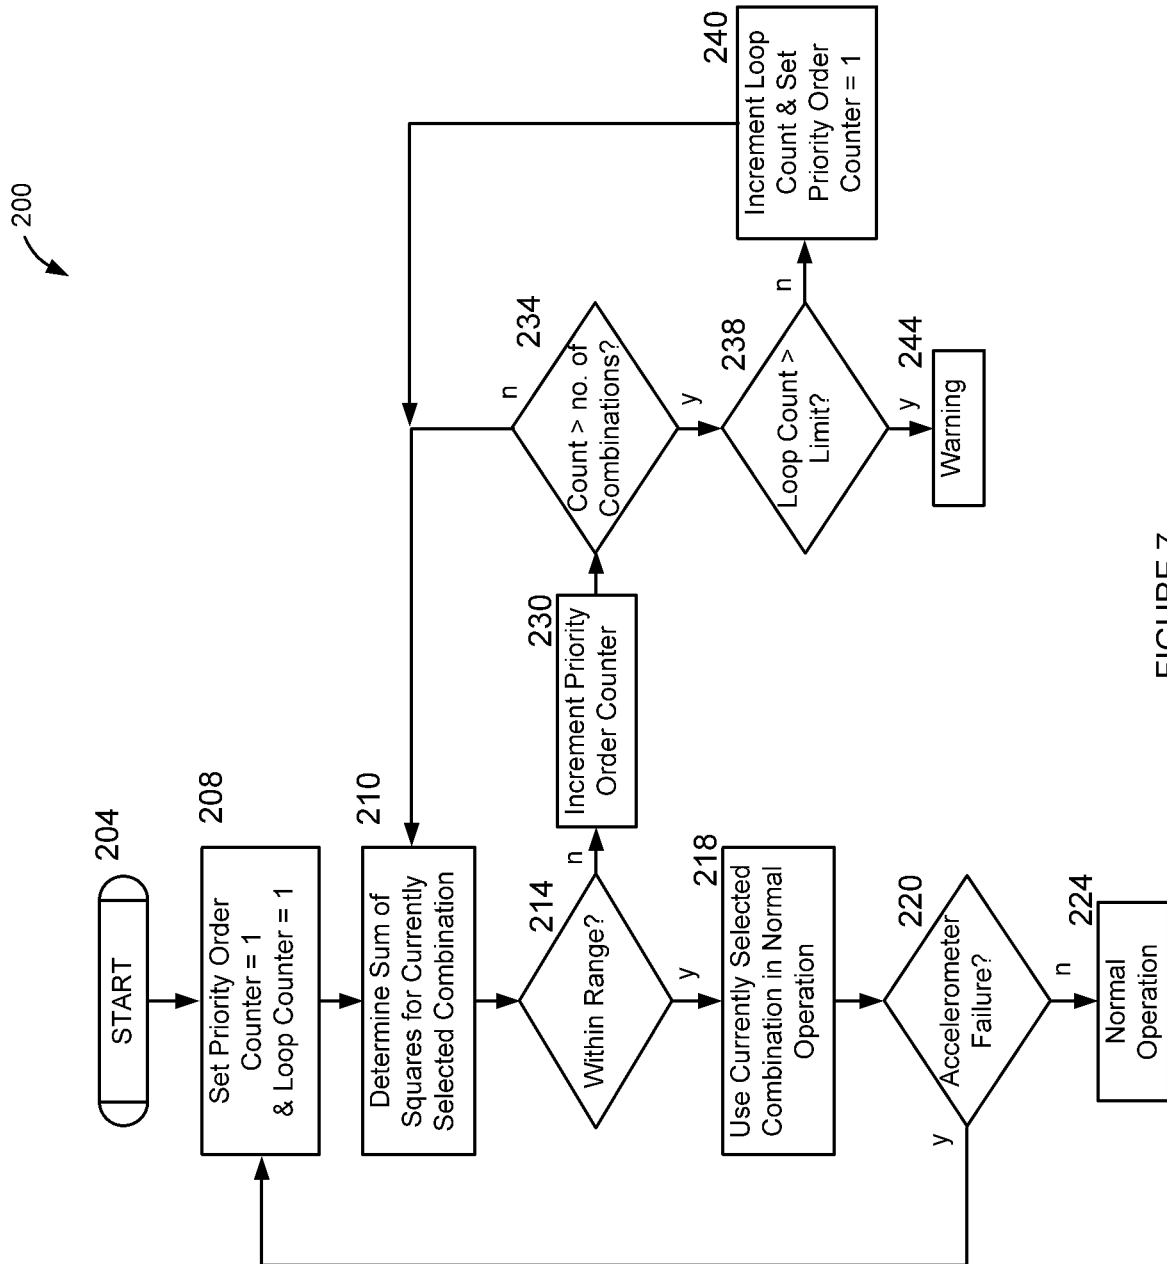 200
START
204
Set Priority Order
Counter = 1
& Loop Counter = 1
208
Determine Sum of
Squares for Currently
Selected Combination
210
Within Range?
214
n
y
Increment Priority
Order Counter
230
Count > no. of
Combinations?
234
n
y
Loop Count >
Limit?
238
n
y
Increment Loop
Count & Set
Priority Order
Counter = 1
240
Warning
244
Use Currently Selected
Combination in Normal
Operation
218
Accelerometer
Failure?
220
y
n
Normal
Operation
224
FIGURE 7